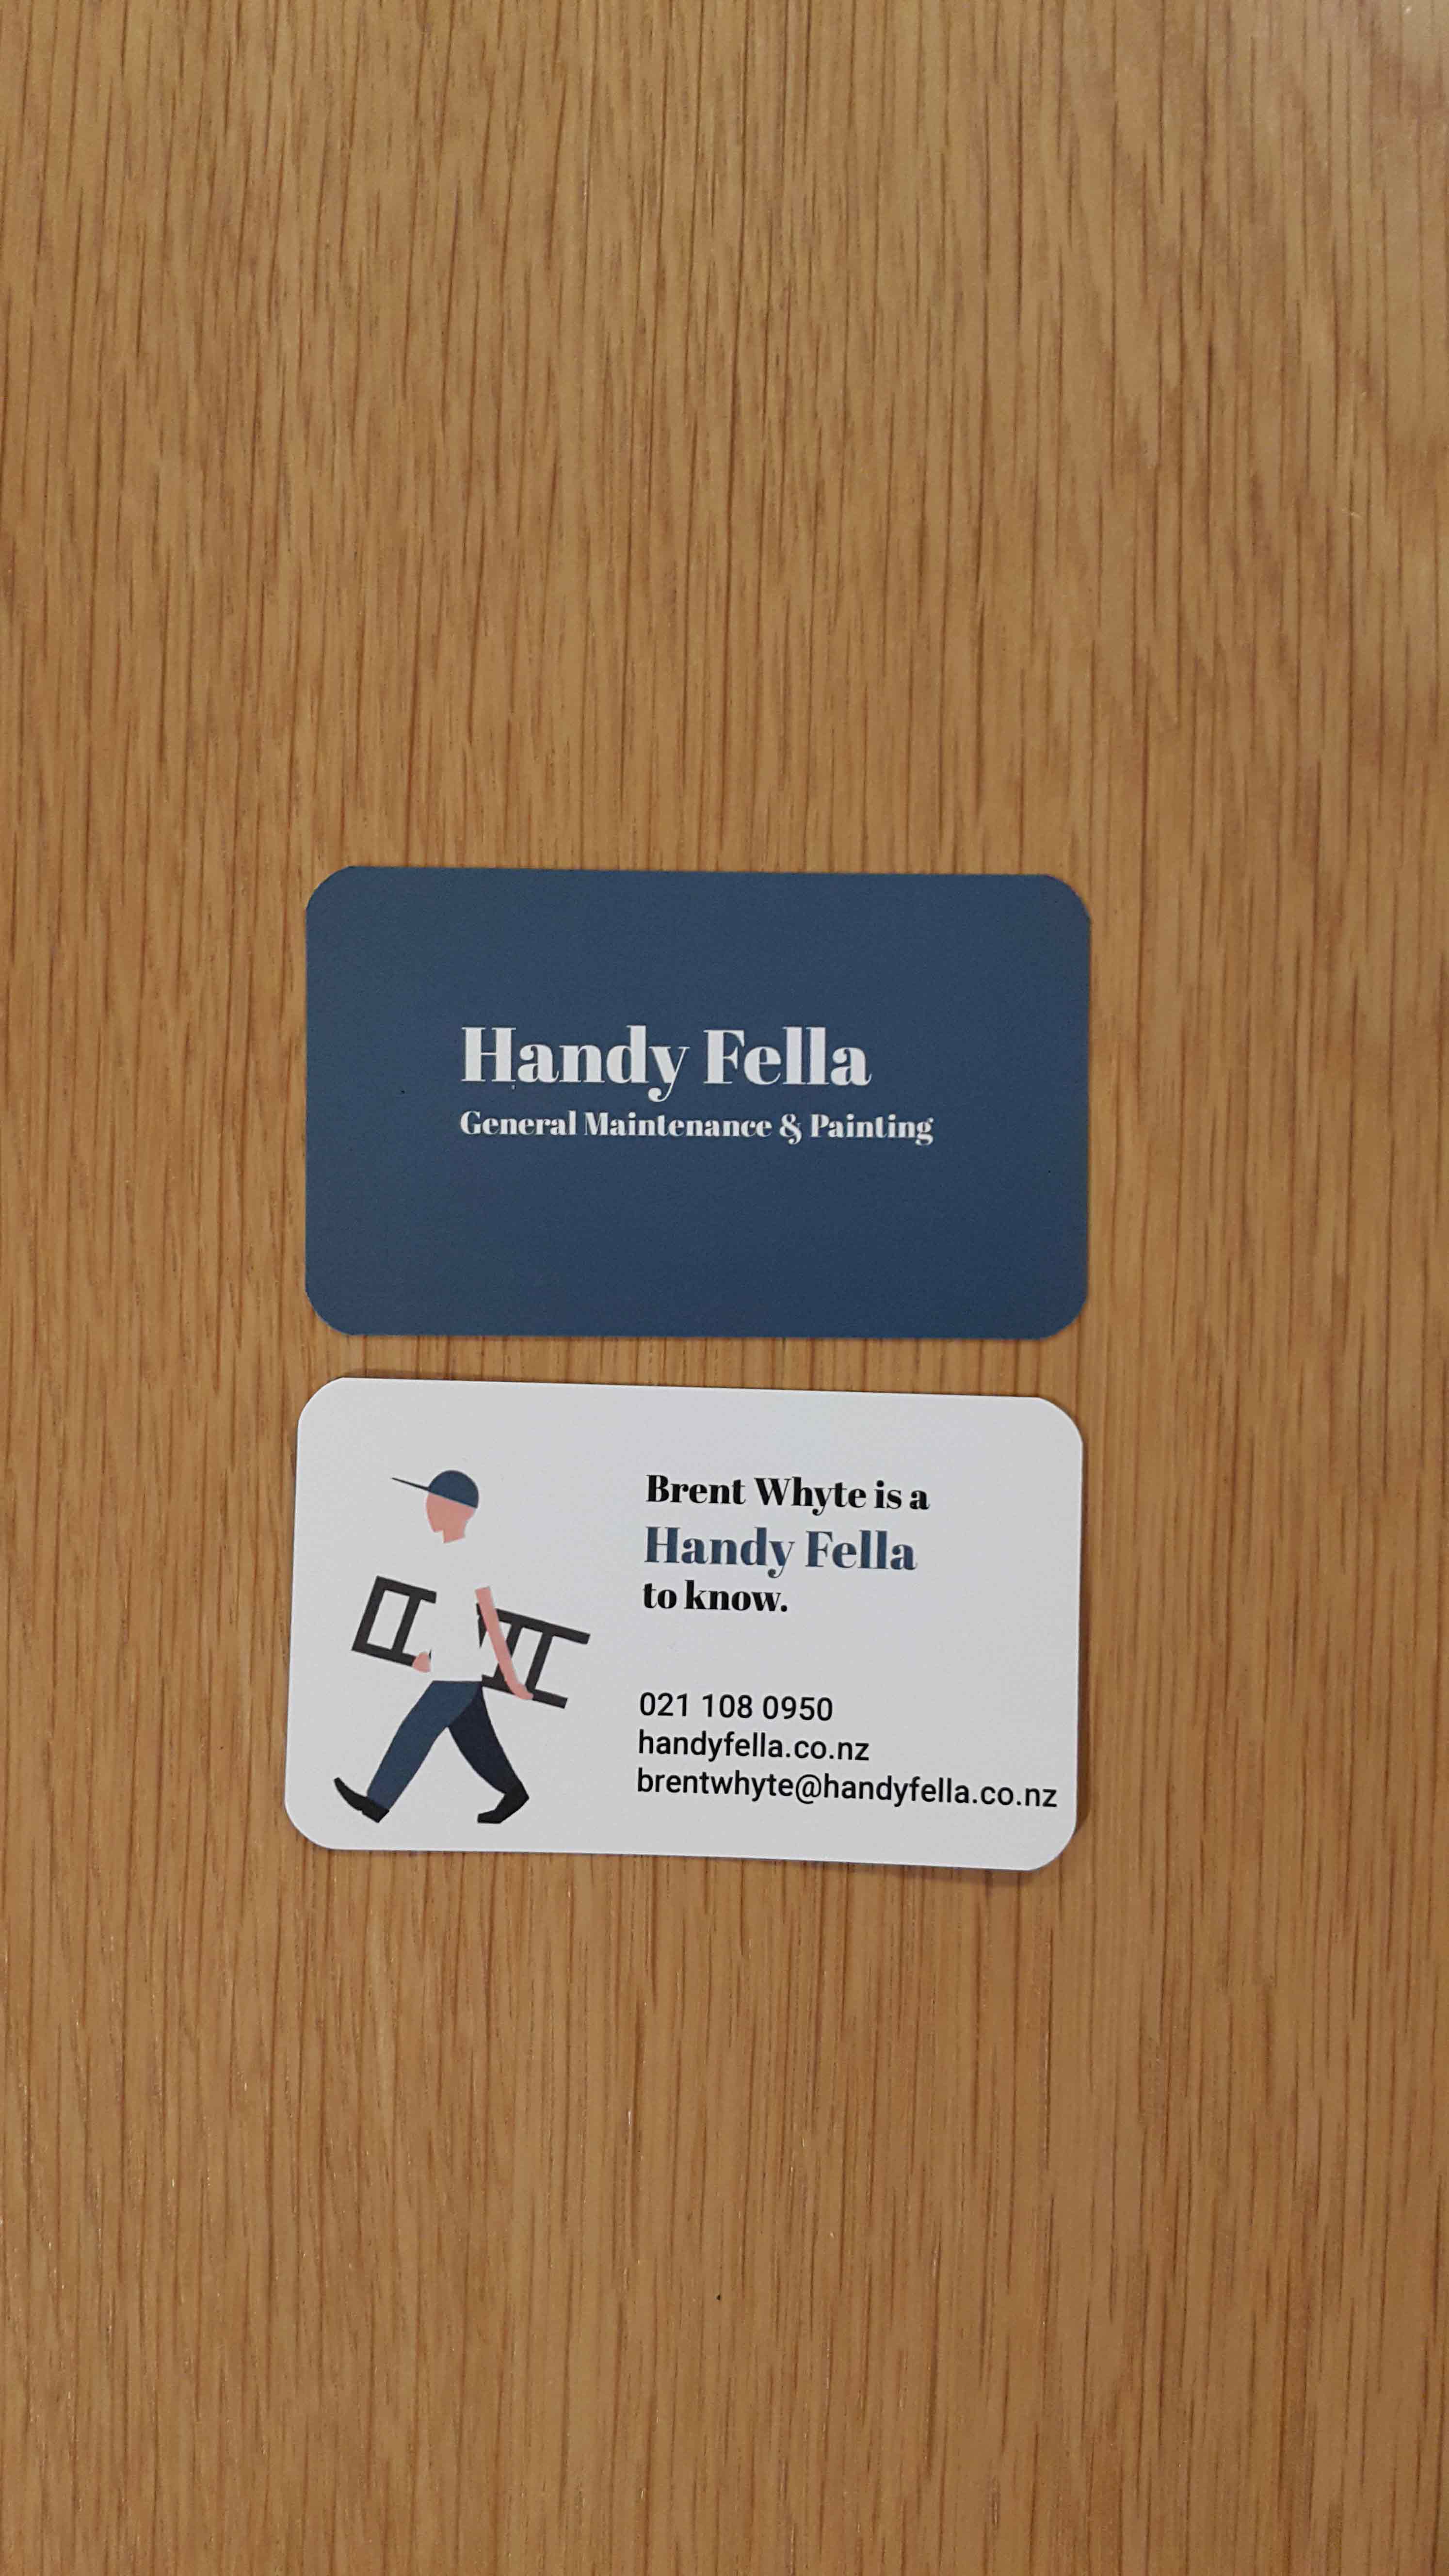 Handy Fella
General Maintenance & Painting
Brent Whyte is a
Handy Fella
to know.
021 108 0950
handyfella.co.nz
brentwhyte@handyfella.co.nz